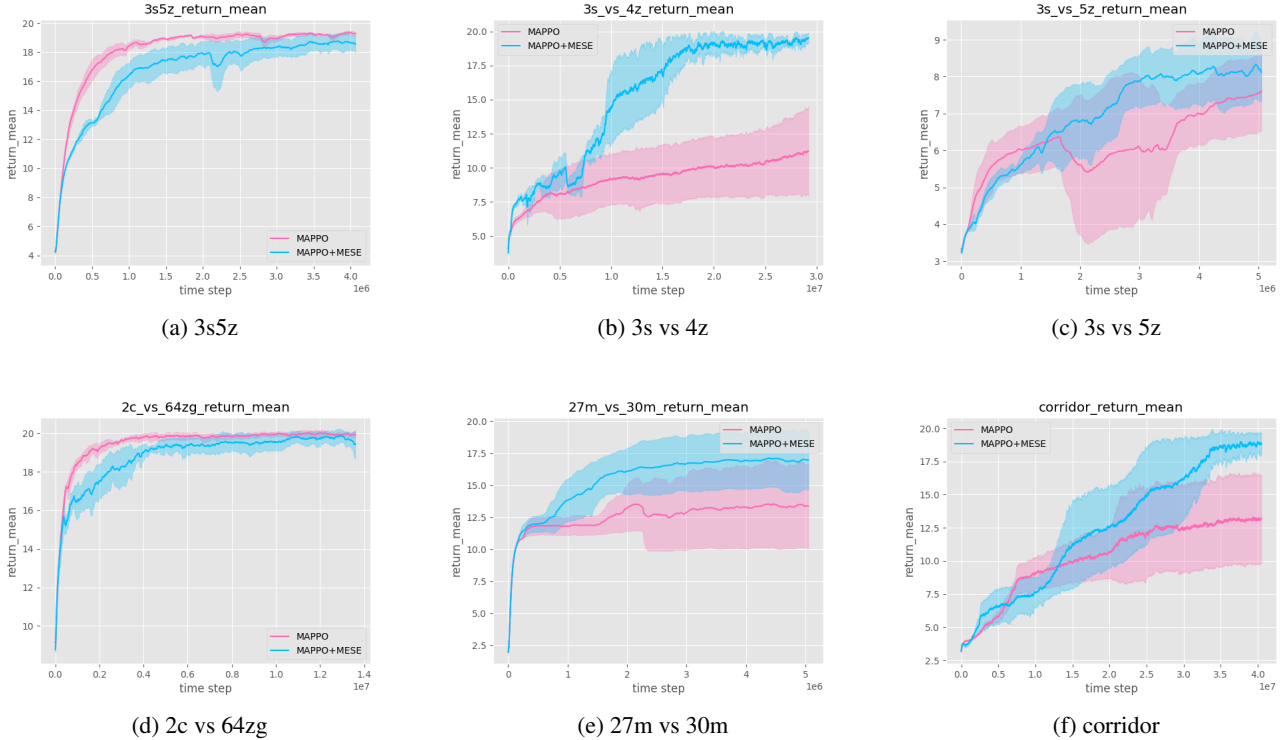 3s5z_return_mean
return_mean
20
18
16
14
12
10
8
6
4
MAPPO
MAPPO+MESE
0.0 0.5 1.0 1.5 2.0 2.5 3.0 3.5 4.0
1e6
time step
(a) 3s5z
3s_vs_4z_return_mean
return_mean
20.0
17.5
15.0
12.5
10.0
7.5
5.0
MAPPO
MAPPO+MESE
0.0 0.5 1.0 1.5 2.0 2.5 3.0
1e7
time step
(b) 3s vs 4z
3s_vs_5z_return_mean
return_mean
9
8
7
6
5
4
3
MAPPO
MAPPO+MESE
0 1 2 3 4 5
1e6
time step
(c) 3s vs 5z
2c_vs_64zg_return_mean
return_mean
20
18
16
14
12
10
MAPPO
MAPPO+MESE
0.0 0.2 0.4 0.6 0.8 1.0 1.2 1.4
1e7
time step
(d) 2c vs 64zg
27m_vs_30m_return_mean
return_mean
20.0
17.5
15.0
12.5
10.0
7.5
5.0
2.5
MAPPO
MAPPO+MESE
0 1 2 3 4 5
1e6
time step
(e) 27m vs 30m
corridor_return_mean
return_mean
20.0
17.5
15.0
12.5
10.0
7.5
5.0
2.5
MAPPO
MAPPO+MESE
0.0 0.5 1.0 1.5 2.0 2.5 3.0 3.5 4.0
1e7
time step
(f) corridor